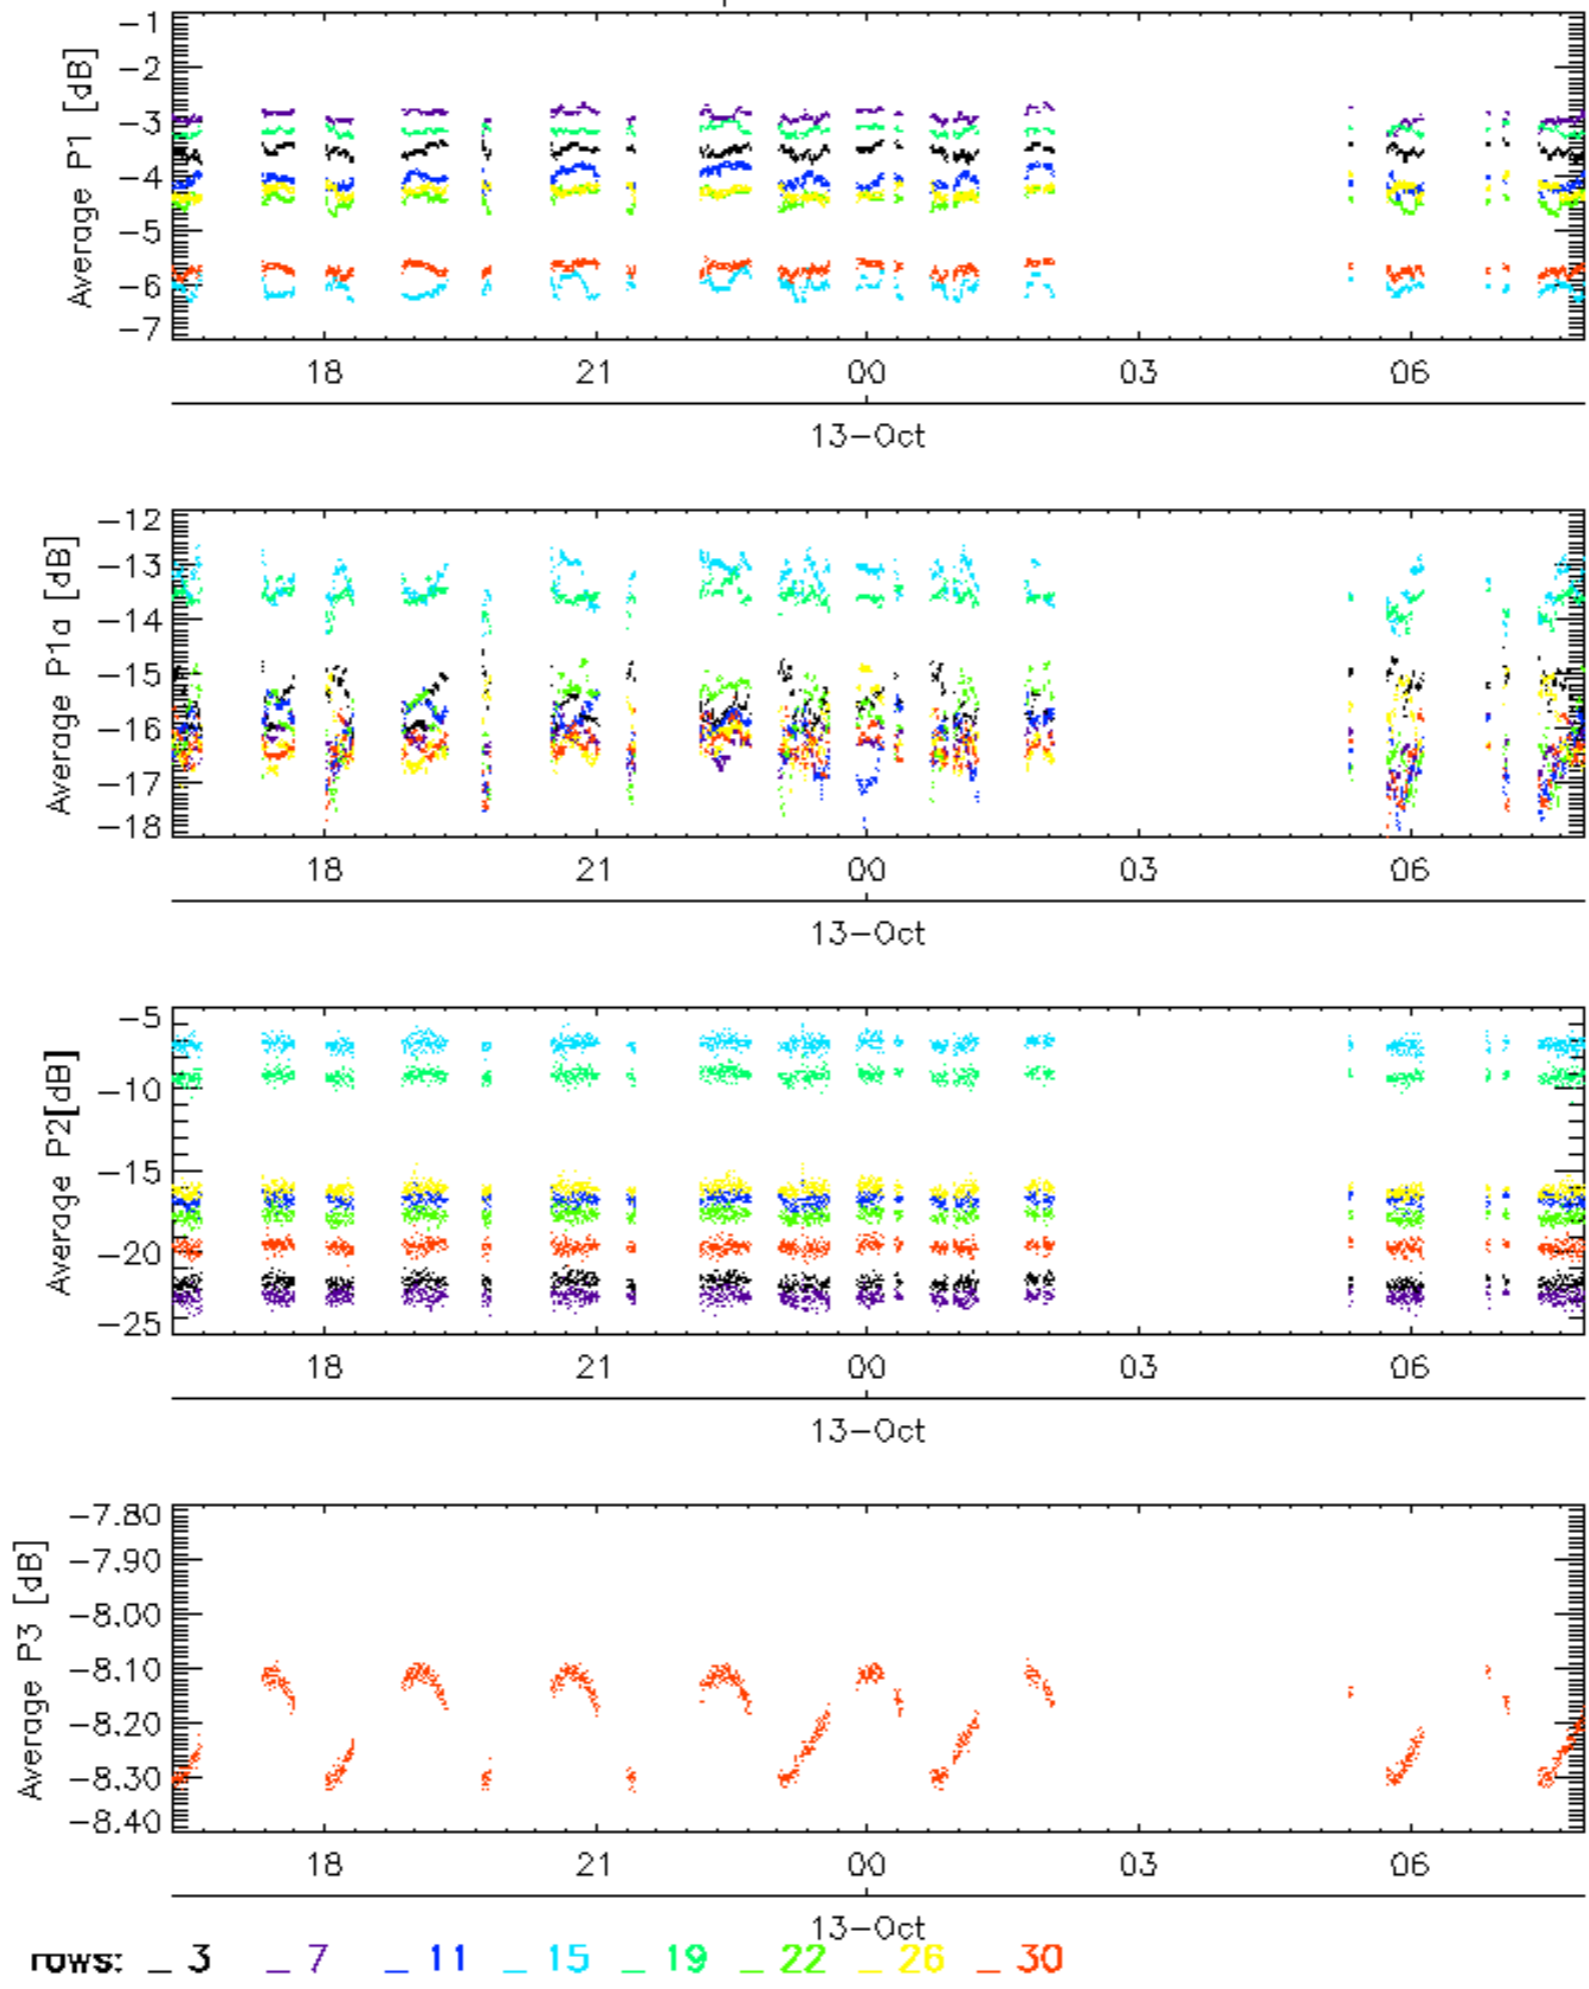 Average P1 [dB]
-1
-2
-3
-4
-5
-6
-7
18 21 00 03 06
13-Oct
Average P1a [dB]
-12
-13
-14
-15
-16
-17
-18
18 21 00 03 06
13-Oct
Average P2[dB]
-5
-10
-15
-20
-25
18 21 00 03 06
13-Oct
Average P3 [dB]
-7.80
-7.90
-8.00
-8.10
-8.20
-8.30
-8.40
18 21 00 03 06
13-Oct
rows: _ 3 _ 7 _ 11 _ 15 _ 19 _ 22 _ 26 _ 30